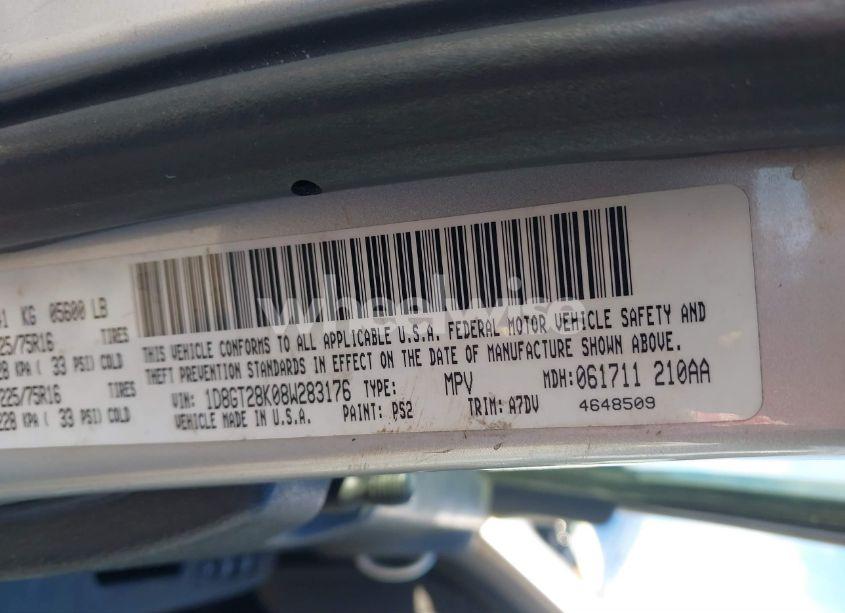 KG 05600 LB
THIS VEHICLE CONFORMS TO ALL APPLICABLE U.S.A. FEDERAL MOTOR VEHICLE SAFETY AND
25/75R16 TIRES
THEFT PREVENTION STANDARDS IN EFFECT ON THE DATE OF MANUFACTURE SHOWN ABOVE.
28 KPA ( 33 PSI) COLD
VIN: 1D8GT28K08W283176 TYPE: MPV MDH: 061711 210AA
225/75R16 TIRES
VEHICLE MADE IN U.S.A. PAINT: PS2 TRIM: A7DV 4648509
228 KPA ( 33 PSI) COLD
wheelwise